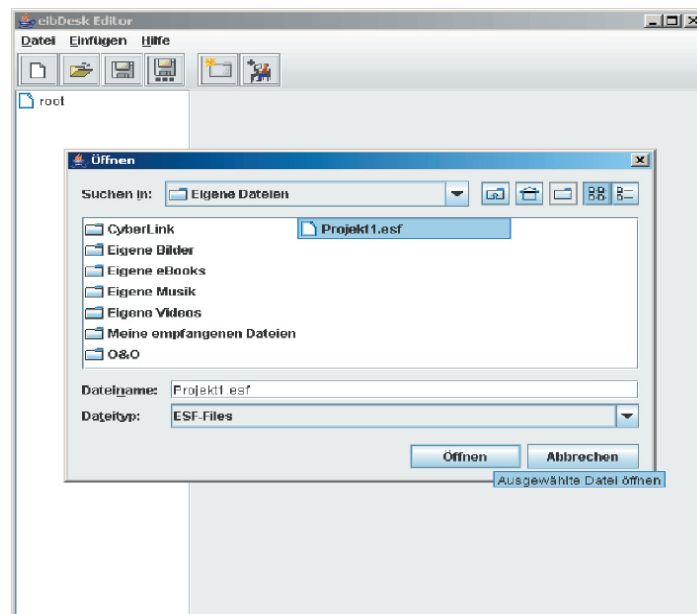 eibDesk Editor
Datei Einfügen Hilfe
root
Öffnen
Suchen in: Eigene Dateien
CyberLink
Projekt1.esf
Eigene Bilder
Eigene eBooks
Eigene Musik
Eigene Videos
Meine empfangenen Dateien
O&O
Dateiname: Projekt1.esf
Dateityp: ESF-Files
Öffnen Abbrechen
Ausgewählte Datei öffnen